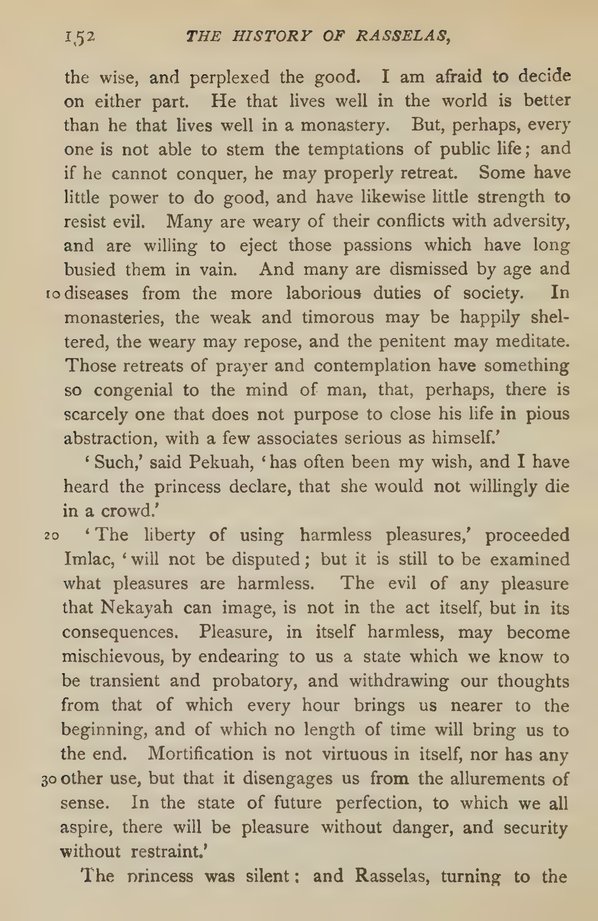 152 THE HISTORY OF RASSELAS,
the wise, and perplexed the good. I am afraid to decide
on either part. He that lives well in the world is better
than he that lives well in a monastery. But, perhaps, every
one is not able to stem the temptations of public life; and
if he cannot conquer, he may properly retreat. Some have
little power to do good, and have likewise little strength to
resist evil. Many are weary of their conflicts with adversity,
and are willing to eject those passions which have long
busied them in vain. And many are dismissed by age and
10 diseases from the more laborious duties of society. In
monasteries, the weak and timorous may be happily shel-
tered, the weary may repose, and the penitent may meditate.
Those retreats of prayer and contemplation have something
so congenial to the mind of man, that, perhaps, there is
scarcely one that does not purpose to close his life in pious
abstraction, with a few associates serious as himself.'
‘Such,’ said Pekuah, ‘has often been my wish, and I have
heard the princess declare, that she would not willingly die
in a crowd.’
20 ‘The liberty of using harmless pleasures,’ proceeded
Imlac, ‘will not be disputed; but it is still to be examined
what pleasures are harmless. The evil of any pleasure
that Nekayah can image, is not in the act itself, but in its
consequences. Pleasure, in itself harmless, may become
mischievous, by endearing to us a state which we know to
be transient and probatory, and withdrawing our thoughts
from that of which every hour brings us nearer to the
beginning, and of which no length of time will bring us to
the end. Mortification is not virtuous in itself, nor has any
30 other use, but that it disengages us from the allurements of
sense. In the state of future perfection, to which we all
aspire, there will be pleasure without danger, and security
without restraint.’
The princess was silent; and Rasselas, turning to the